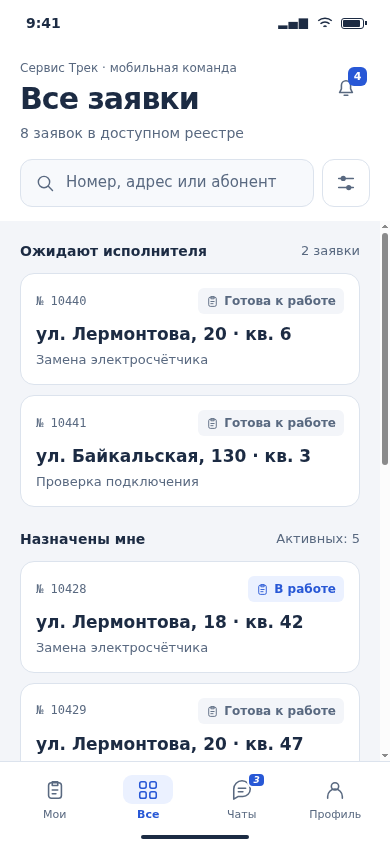 9:41
Сервис Трек · мобильная команда
4
Все заявки
8 заявок в доступном реестре
Номер, адрес или абонент
Ожидают исполнителя 2 заявки
№ 10440 Готова к работе
ул. Лермонтова, 20 · кв. 6
Замена электросчётчика
№ 10441 Готова к работе
ул. Байкальская, 130 · кв. 3
Проверка подключения
Назначены мне Активных: 5
№ 10428 В работе
ул. Лермонтова, 18 · кв. 42
Замена электросчётчика
№ 10429 Готова к работе
ул. Лермонтова, 20 · кв. 47
3
Мои Все Чаты Профиль